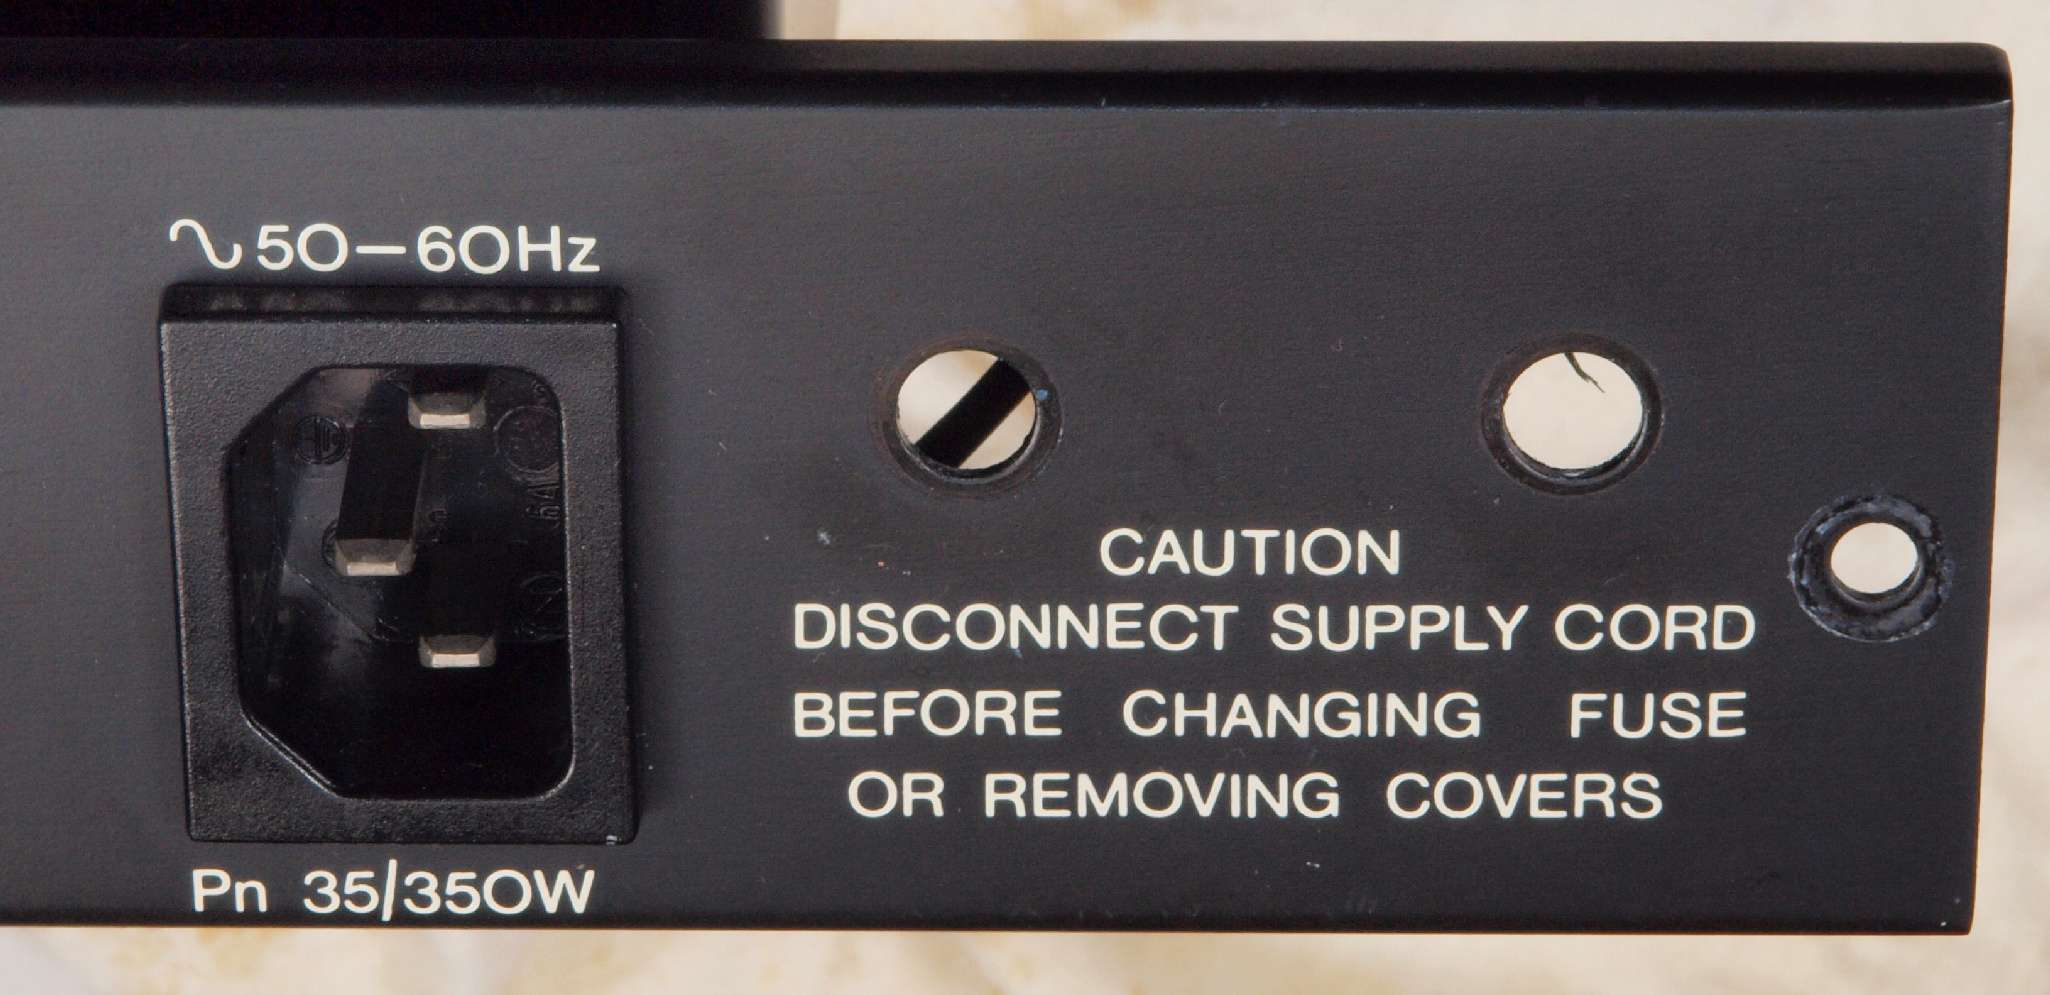 ∿ 50–60Hz
Pn 35/350W
CAUTION
DISCONNECT SUPPLY CORD
BEFORE CHANGING FUSE
OR REMOVING COVERS